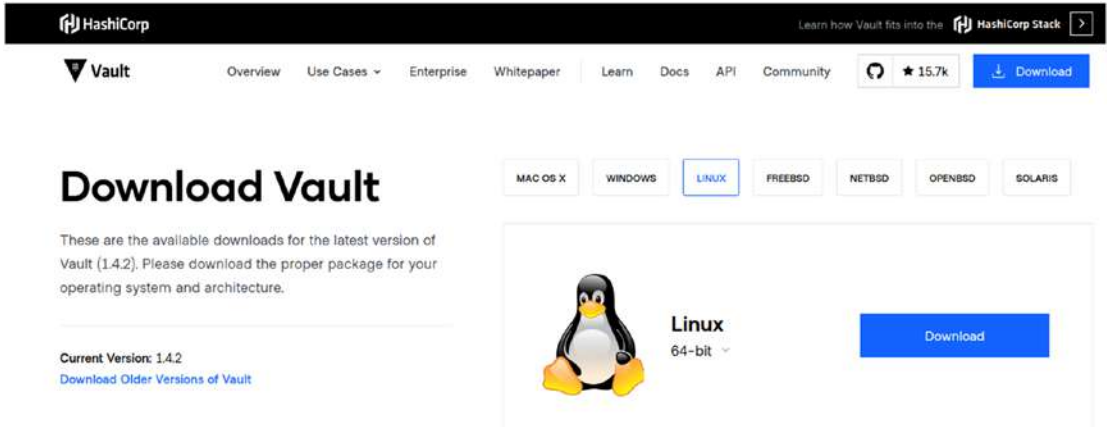 HashiCorp
Learn how Vault fits into the HashiCorp Stack
Vault
Overview Use Cases Enterprise Whitepaper Learn Docs API Community 15.7k Download
Download Vault
These are the available downloads for the latest version of
Vault (1.4.2). Please download the proper package for your
operating system and architecture.
Current Version: 1.4.2
Download Older Versions of Vault
MAC OS X WINDOWS LINUX FREEBSD NETBSD OPENBSD SOLARIS
Linux
64-bit
Download